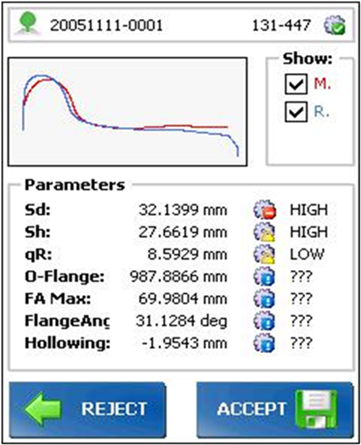 20051111-0001 131-447
Show:
M.
R.
Parameters
Sd: 32.1399 mm HIGH
Sh: 27.6619 mm HIGH
qR: 8.5929 mm LOW
O-Flange: 987.8866 mm ???
FA Max: 69.9804 mm ???
FlangeAng 31.1284 deg ???
Hollowing: -1.9543 mm ???
REJECT ACCEPT